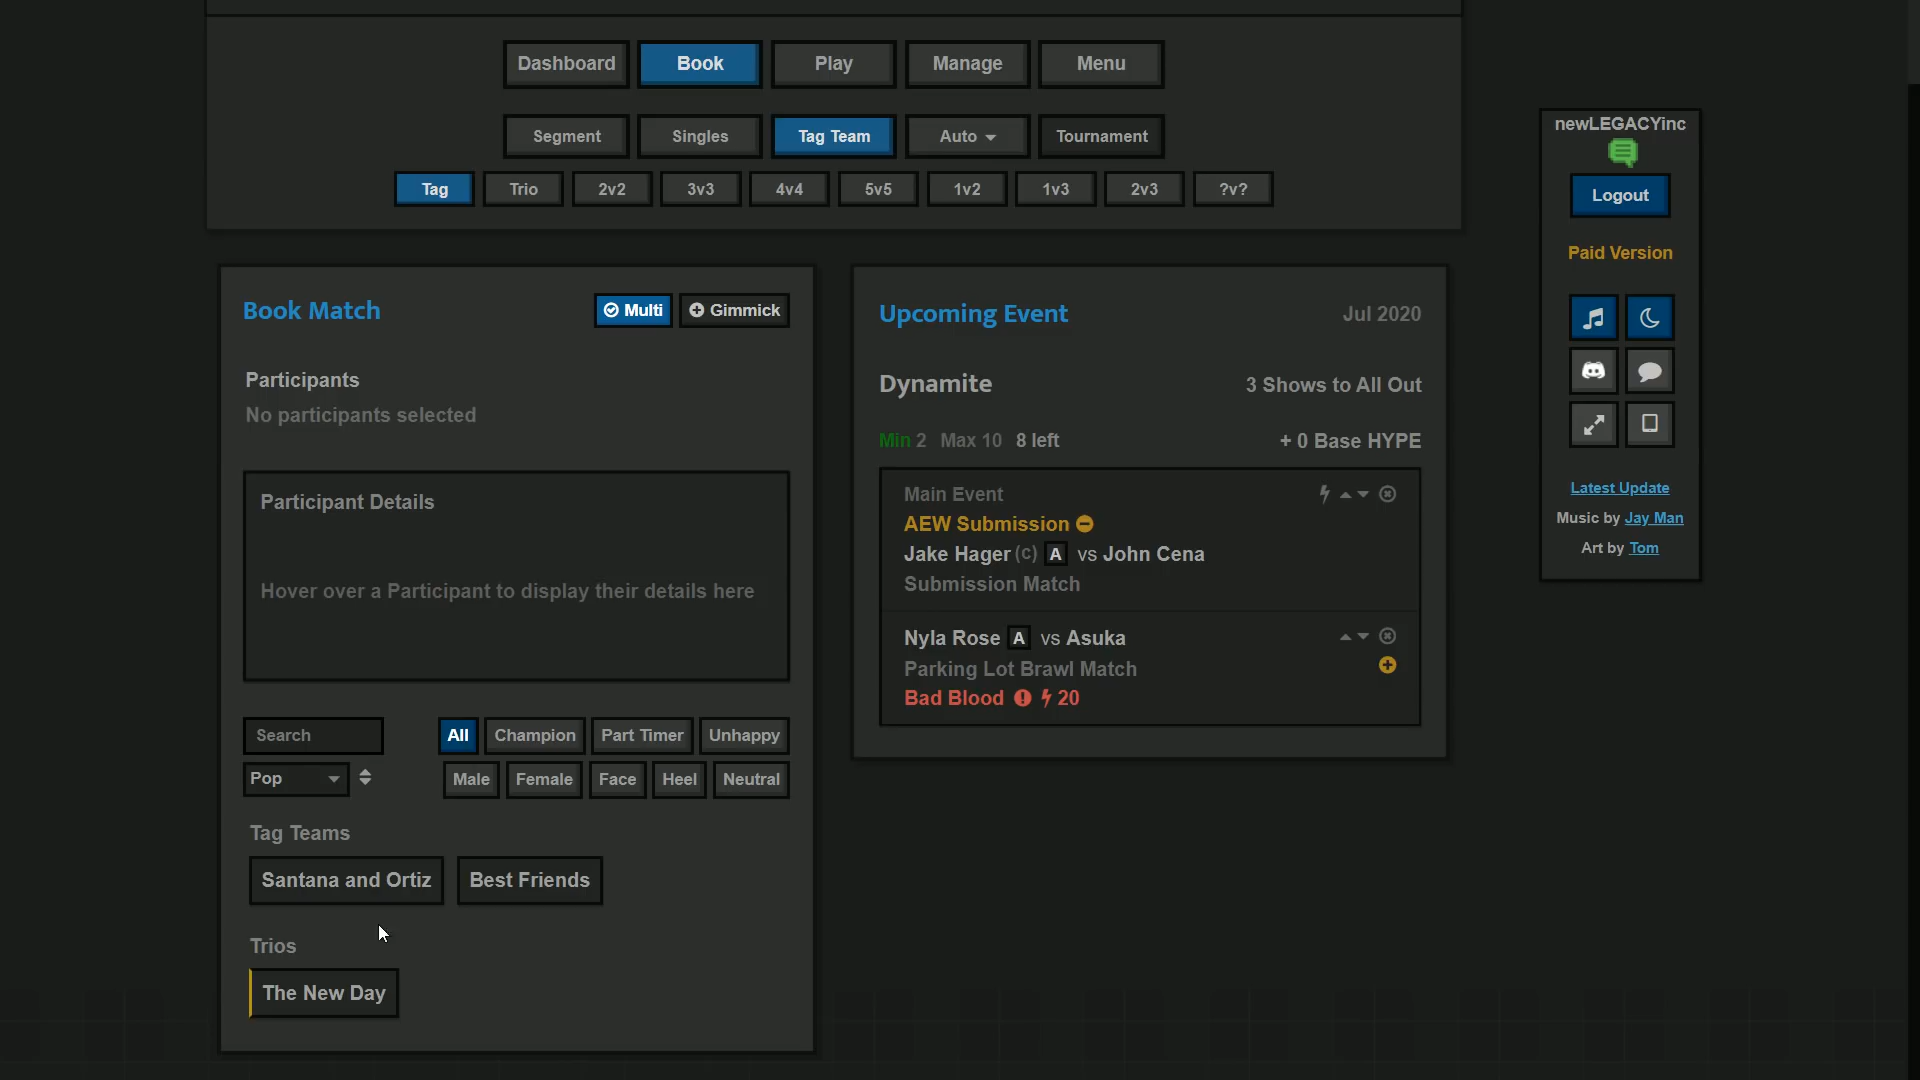 Dashboard Book Play Manage Menu
Segment Singles Tag Team Auto Tournament
Tag Trio 2v2 3v3 4v4 5v5 1v2 1v3 2v3 ?v?
Book Match Multi Gimmick
Participants
No participants selected
Participant Details
Hover over a Participant to display their details here
Search All Champion Part Timer Unhappy
Pop Male Female Face Heel Neutral
Tag Teams
Santana and Ortiz Best Friends
Trios
The New Day
Upcoming Event Jul 2020
Dynamite 3 Shows to All Out
Min 2 Max 10 8 left + 0 Base HYPE
Main Event
AEW Submission
Jake Hager (c) A vs John Cena
Submission Match
Nyla Rose A vs Asuka
Parking Lot Brawl Match
Bad Blood 20
newLEGACYinc
Logout
Paid Version
Latest Update
Music by Jay Man
Art by Tom